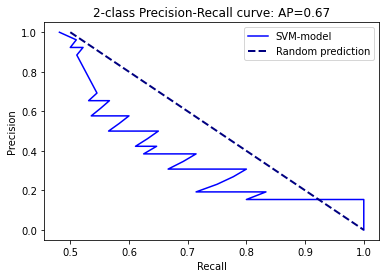 2-class Precision-Recall curve: AP=0.67
SVM-model
Random prediction
Precision
1.0
0.8
0.6
0.4
0.2
0.0
0.5 0.6 0.7 0.8 0.9 1.0
Recall